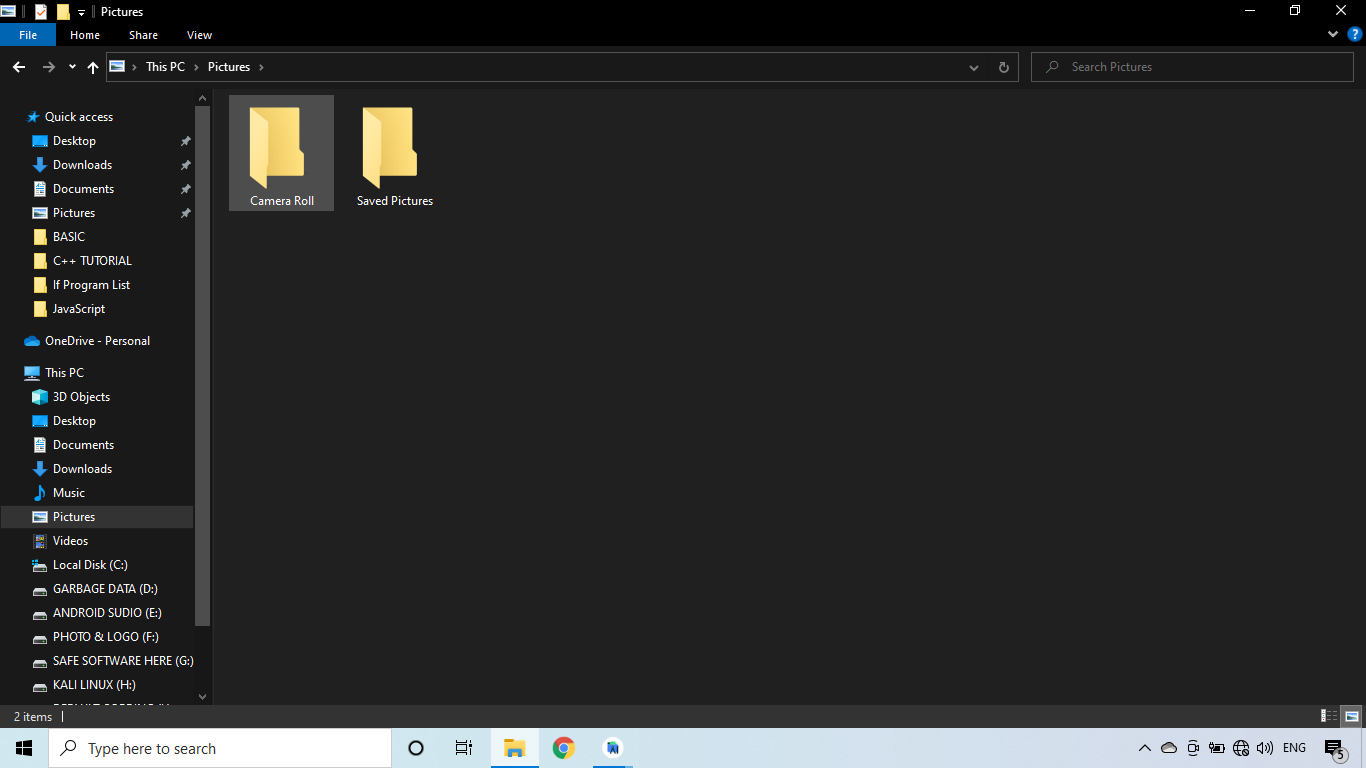 Pictures
File Home Share View
This PC Pictures
Search Pictures
Quick access
Desktop
Downloads
Documents
Pictures
BASIC
C++ TUTORIAL
If Program List
JavaScript
OneDrive - Personal
This PC
3D Objects
Desktop
Documents
Downloads
Music
Pictures
Videos
Local Disk (C:)
GARBAGE DATA (D:)
ANDROID SUDIO (E:)
PHOTO & LOGO (F:)
SAFE SOFTWARE HERE (G:)
KALI LINUX (H:)
Camera Roll
Saved Pictures
2 items
Type here to search
ENG
5